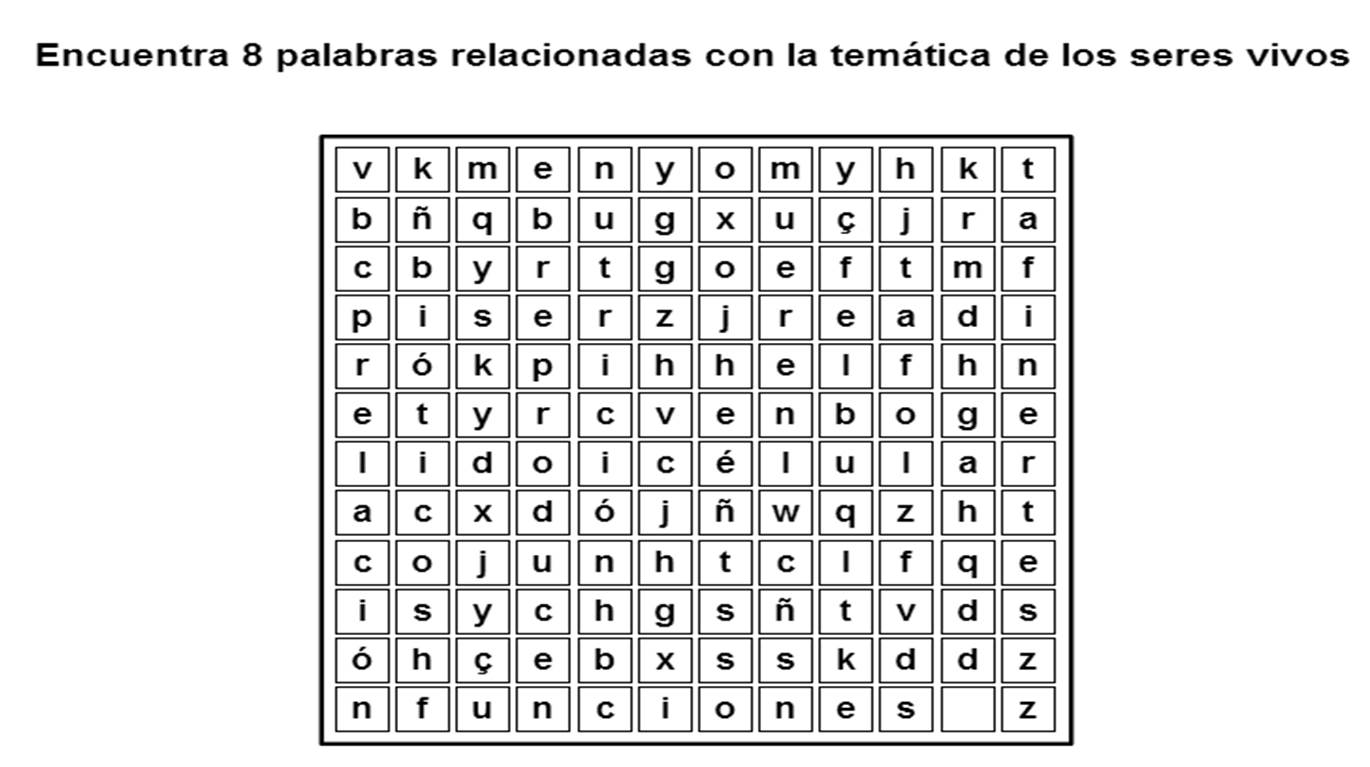 Encuentra 8 palabras relacionadas con la temática de los seres vivos
v k m e n y o m y h k t
b ñ q b u g x u ç j r a
c b y r t g o e f t m f
p i s e r z j r e a d i
r ó k p i h h e l f h n
e t y r c v e n b o g e
l i d o i c é l u l a r
a c x d ó j ñ w q z h t
c o j u n h t c l f q e
i s y c h g s ñ t v d s
ó h ç e b x s s k d d z
n f u n c i o n e s z